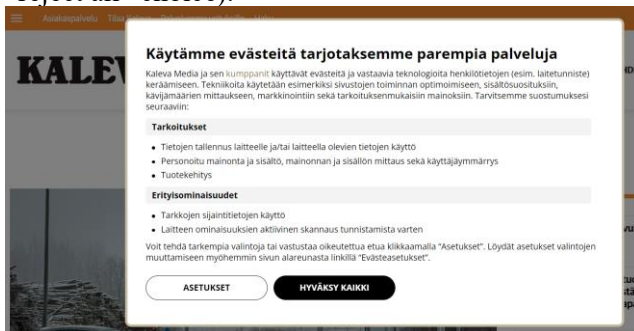 Asiakaspalvelu
KALEV
Käytämme evästeitä tarjotaksemme parempia palveluja
Kaleva Media ja sen kumppanit käyttävät evästeitä ja vastaavia teknologioita henkilötietojen (esim. laitetunniste)
keräämiseen. Tekniikoita käytetään esimerkiksi sivustojen toiminnan optimoimiseen, sisältösuosituksiin,
kävijämäärien mittaukseen, markkinointiin sekä tarkoituksenmukaisiin mainoksiin. Tarvitsemme suostumuksesi
seuraaviin:
Tarkoitukset
• Tietojen tallennus laitteelle ja/tai laitteella olevien tietojen käyttö
• Personoitu mainonta ja sisältö, mainonnan ja sisällön mittaus sekä käyttäjäymmärrys
• Tuotekehitys
Erityisominaisuudet
• Tarkkojen sijaintitietojen käyttö
• Laitteen ominaisuuksien aktiivinen skannaus tunnistamista varten
Voit tehdä tarkempia valintoja tai vastustaa oikeutettua etua klikkaamalla "Asetukset". Löydät asetukset valintojen
muuttamiseen myöhemmin sivun alareunasta linkillä "Evästeasetukset".
ASETUKSET HYVÄKSY KAIKKI